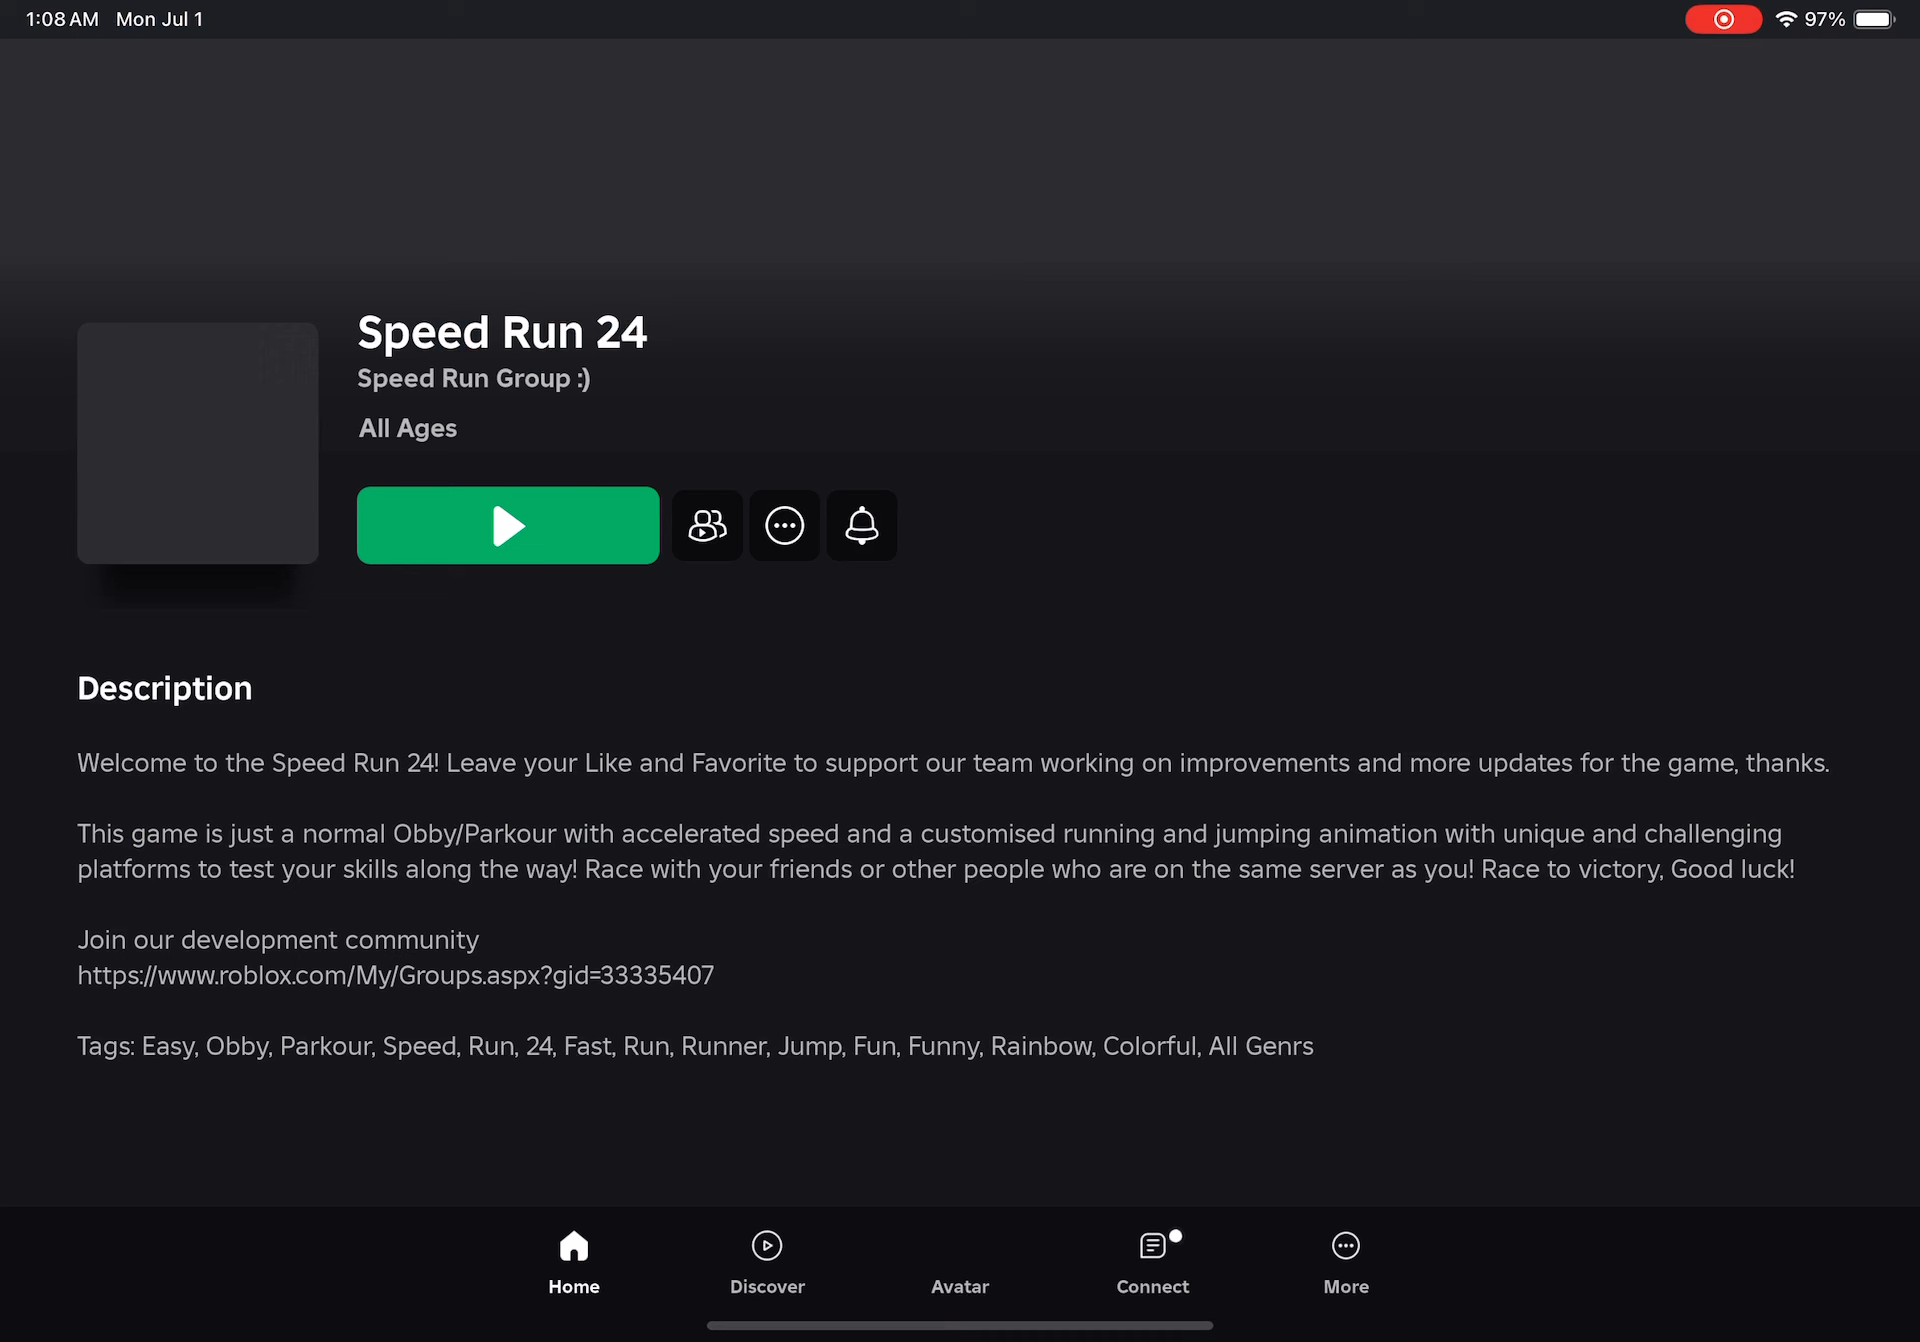 1:08 AM Mon Jul 1
97%
Speed Run 24
Speed Run Group :)
All Ages
Description
Welcome to the Speed Run 24! Leave your Like and Favorite to support our team working on improvements and more updates for the game, thanks.
This game is just a normal Obby/Parkour with accelerated speed and a customised running and jumping animation with unique and challenging
platforms to test your skills along the way! Race with your friends or other people who are on the same server as you! Race to victory, Good luck!
Join our development community
https://www.roblox.com/My/Groups.aspx?gid=33335407
Tags: Easy, Obby, Parkour, Speed, Run, 24, Fast, Run, Runner, Jump, Fun, Funny, Rainbow, Colorful, All Genrs
Home Discover Avatar Connect More